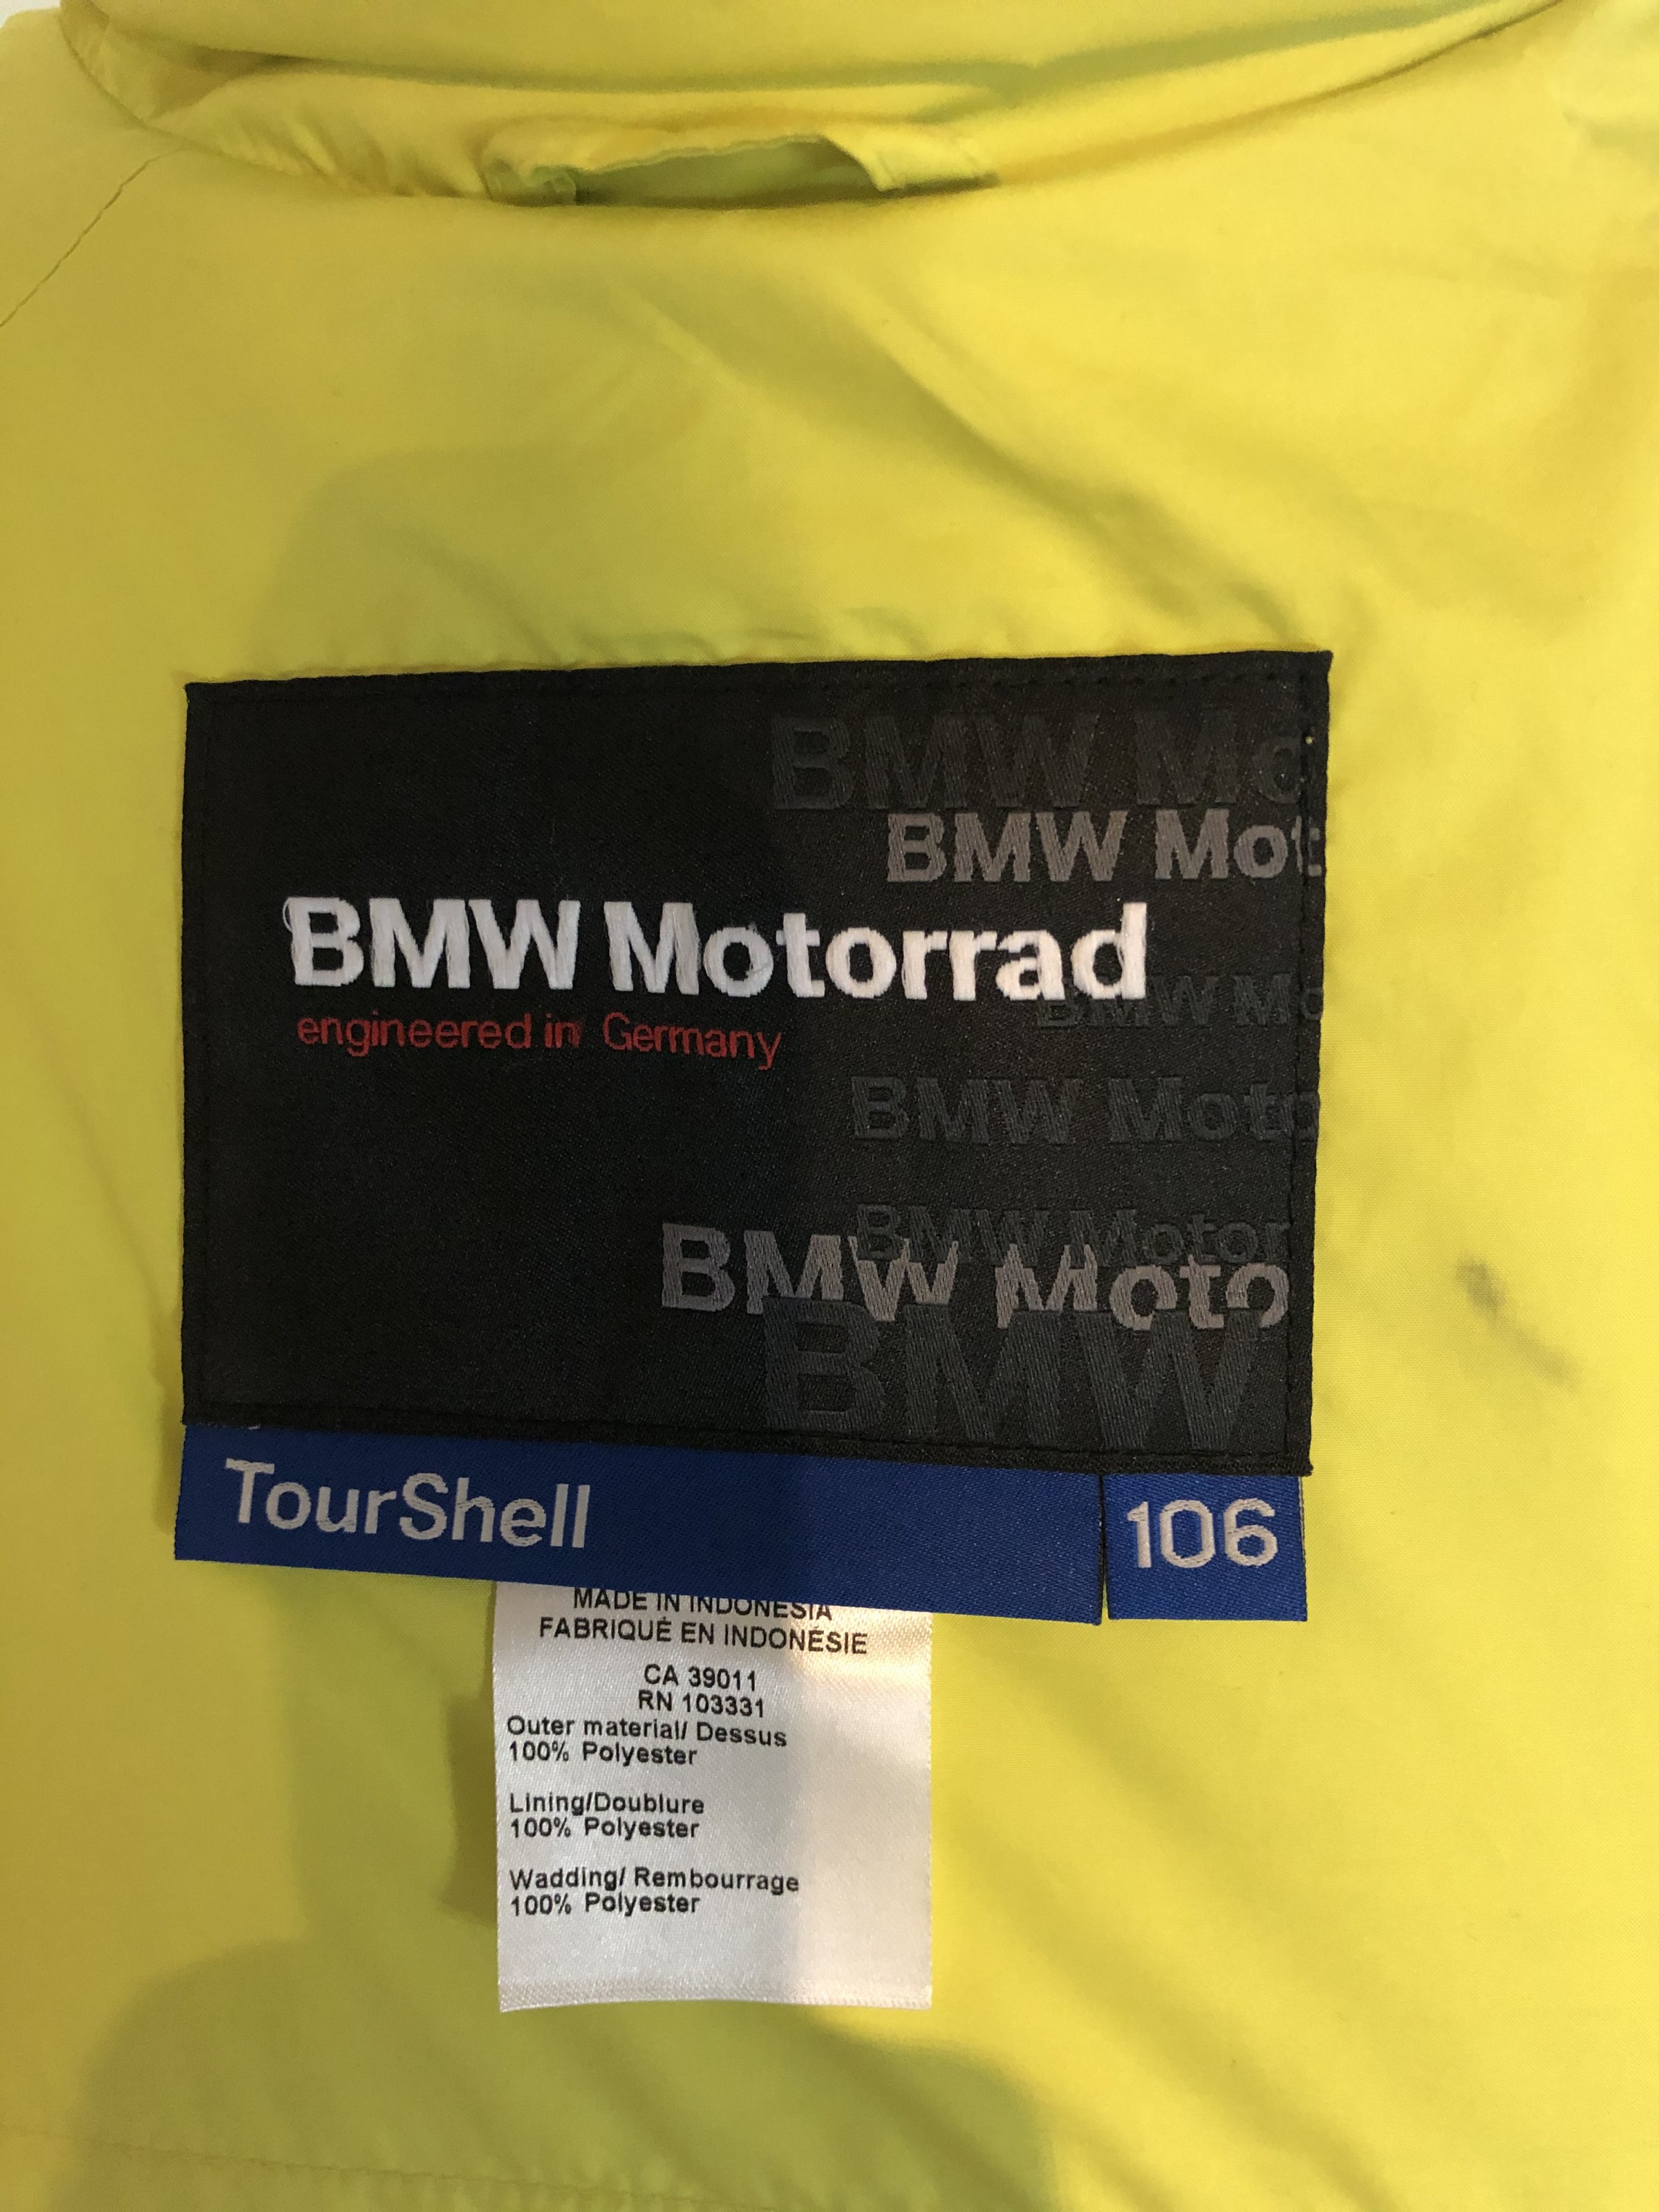 BMW Mo
BMW Mot
BMW Motorrad
BMW Mo
engineered in Germany
BMW Moto
BMW Motor
BMW Moto
BMW
TourShell
106
MADE IN INDONESIA
FABRIQUÉ EN INDONÉSIE
CA 39011
RN 103331
Outer material/ Dessus
100% Polyester
Lining/Doublure
100% Polyester
Wadding/ Rembourrage
100% Polyester